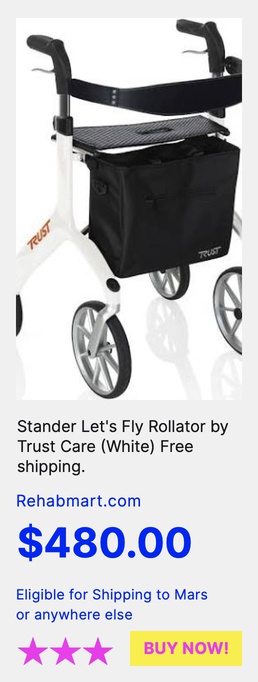 TRUST
TRUST
Stander Let's Fly Rollator by
Trust Care (White) Free
shipping.
Rehabmart.com
$480.00
Eligible for Shipping to Mars
or anywhere else
BUY NOW!